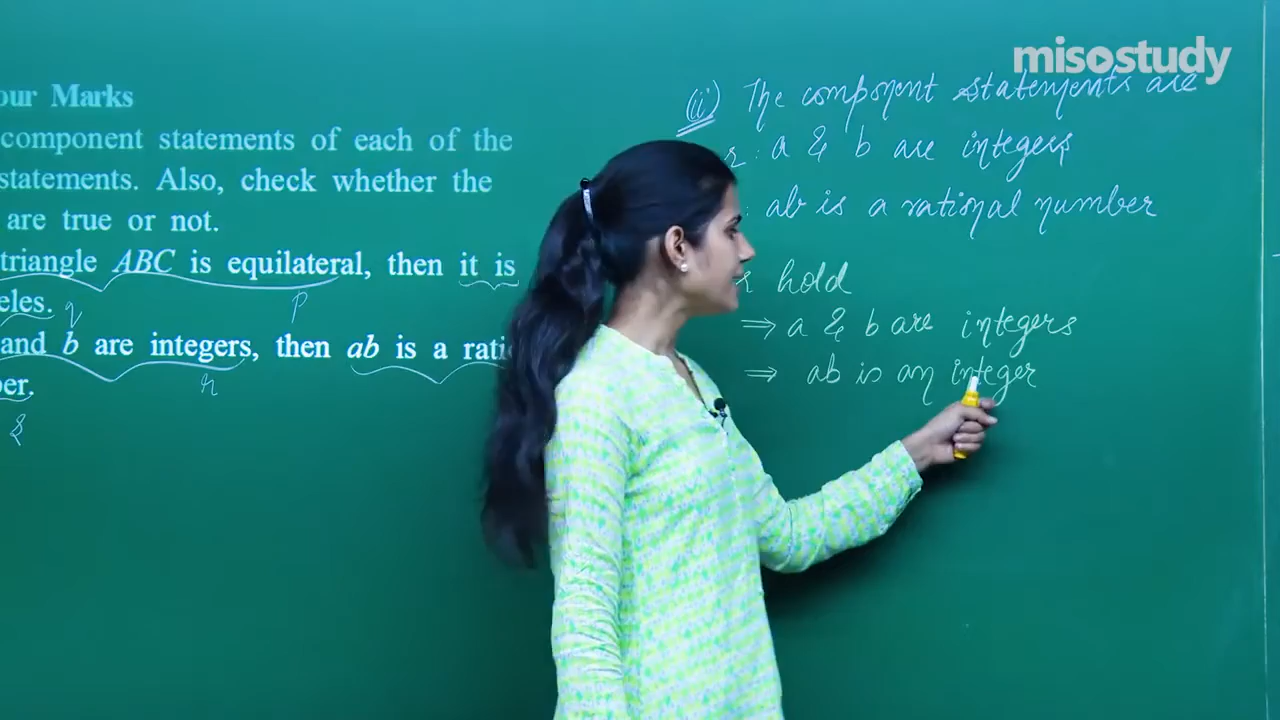 misostudy
our Marks
component statements of each of the
statements. Also, check whether the
are true or not.
triangle ABC is equilateral, then it is
eles. q p
and b are integers, then ab is a rati
ber. r
s
(ii) The component statements are
r : a & b are integers
: ab is a rational number
hold
⇒ a & b are integers
⇒ ab is an integer